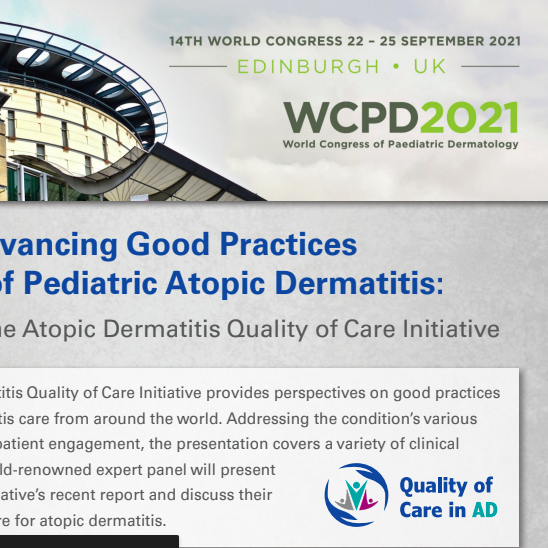 14TH WORLD CONGRESS 22 – 25 SEPTEMBER 2021
EDINBURGH • UK
WCPD2021
World Congress of Paediatric Dermatology
vancing Good Practices
of Pediatric Atopic Dermatitis:
e Atopic Dermatitis Quality of Care Initiative
titis Quality of Care Initiative provides perspectives on good practices
tis care from around the world. Addressing the condition's various
patient engagement, the presentation covers a variety of clinical
ld-renowned expert panel will present
ative's recent report and discuss their
re for atopic dermatitis.
Quality of
Care in AD